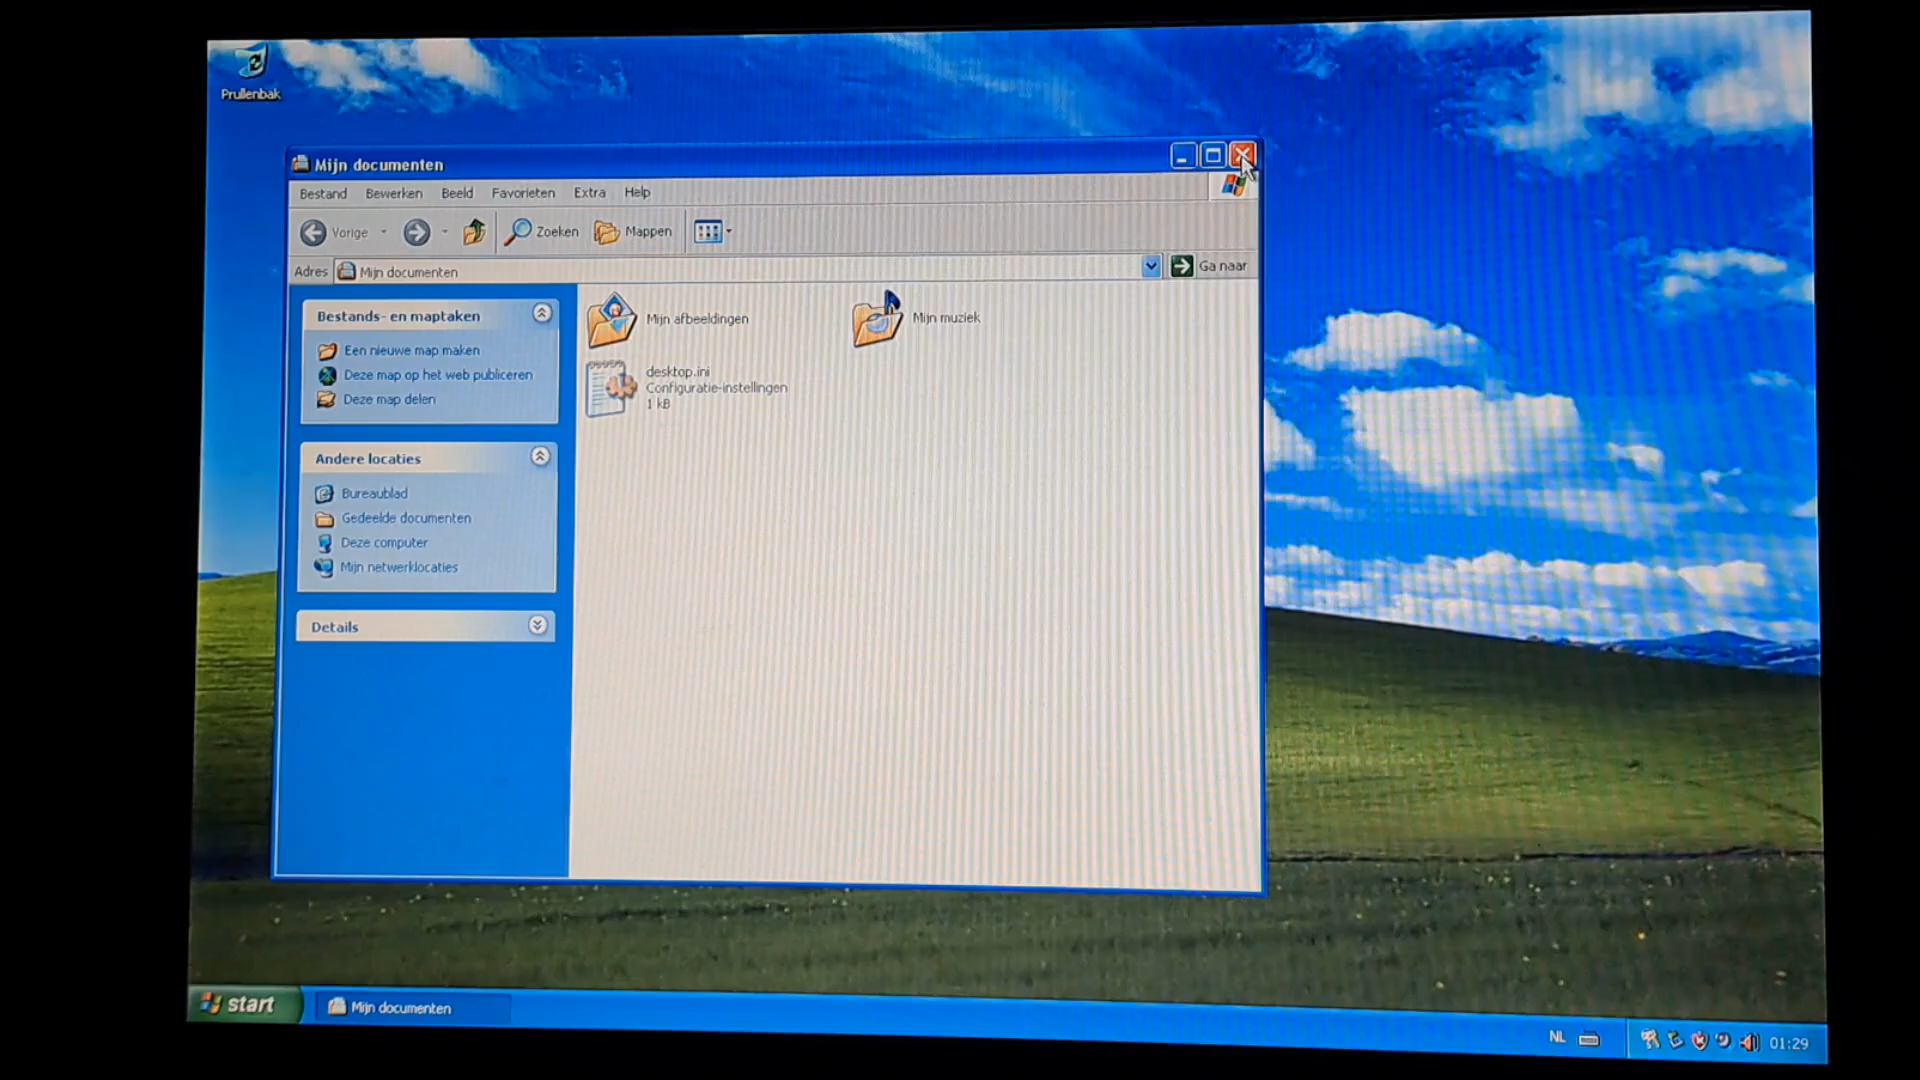 Prullenbak
Mijn documenten
Bestand Bewerken Beeld Favorieten Extra Help
Vorige Zoeken Mappen
Adres Mijn documenten Ga naar
Bestands- en maptaken
Een nieuwe map maken
Deze map op het web publiceren
Deze map delen
Andere locaties
Bureaublad
Gedeelde documenten
Deze computer
Mijn netwerklocaties
Details
Mijn afbeeldingen
Mijn muziek
desktop.ini
Configuratie-instellingen
1 kB
start Mijn documenten
NL 01:29